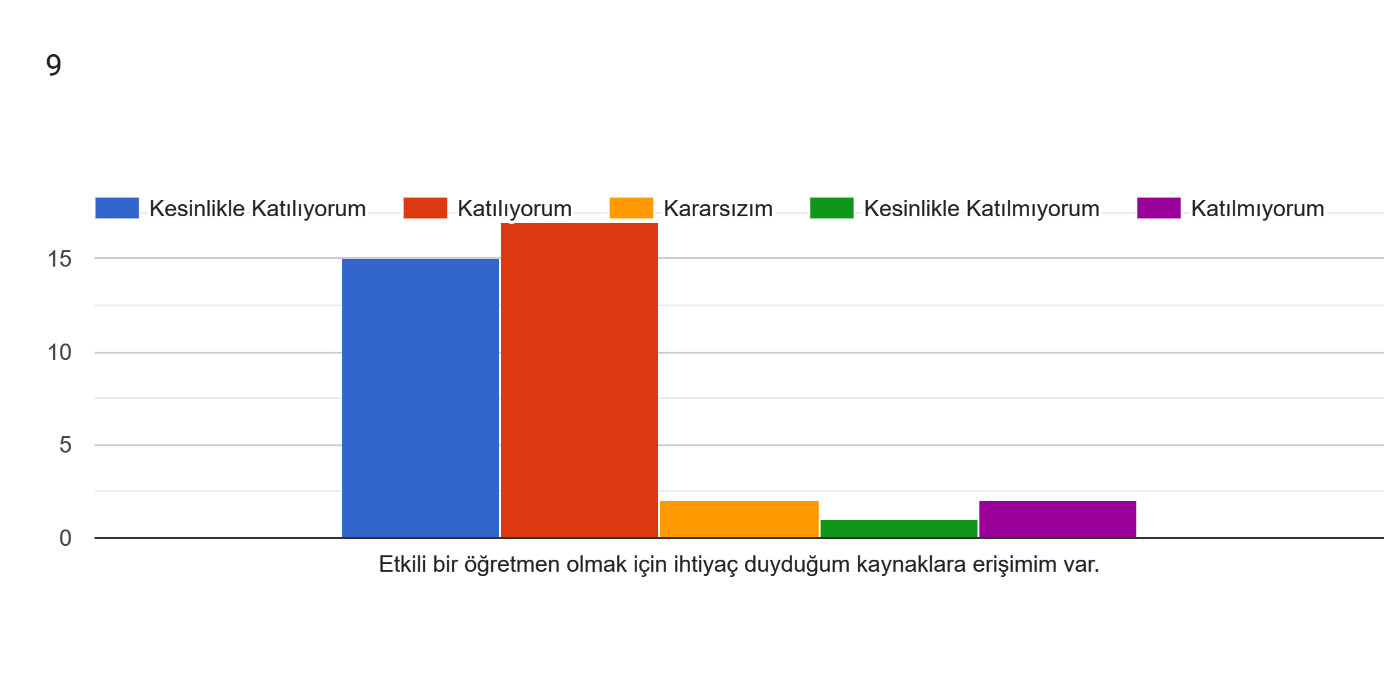 9
Kesinlikle Katılıyorum Katılıyorum Kararsızım Kesinlikle Katılmıyorum Katılmıyorum
15
10
5
0
Etkili bir öğretmen olmak için ihtiyaç duyduğum kaynaklara erişimim var.